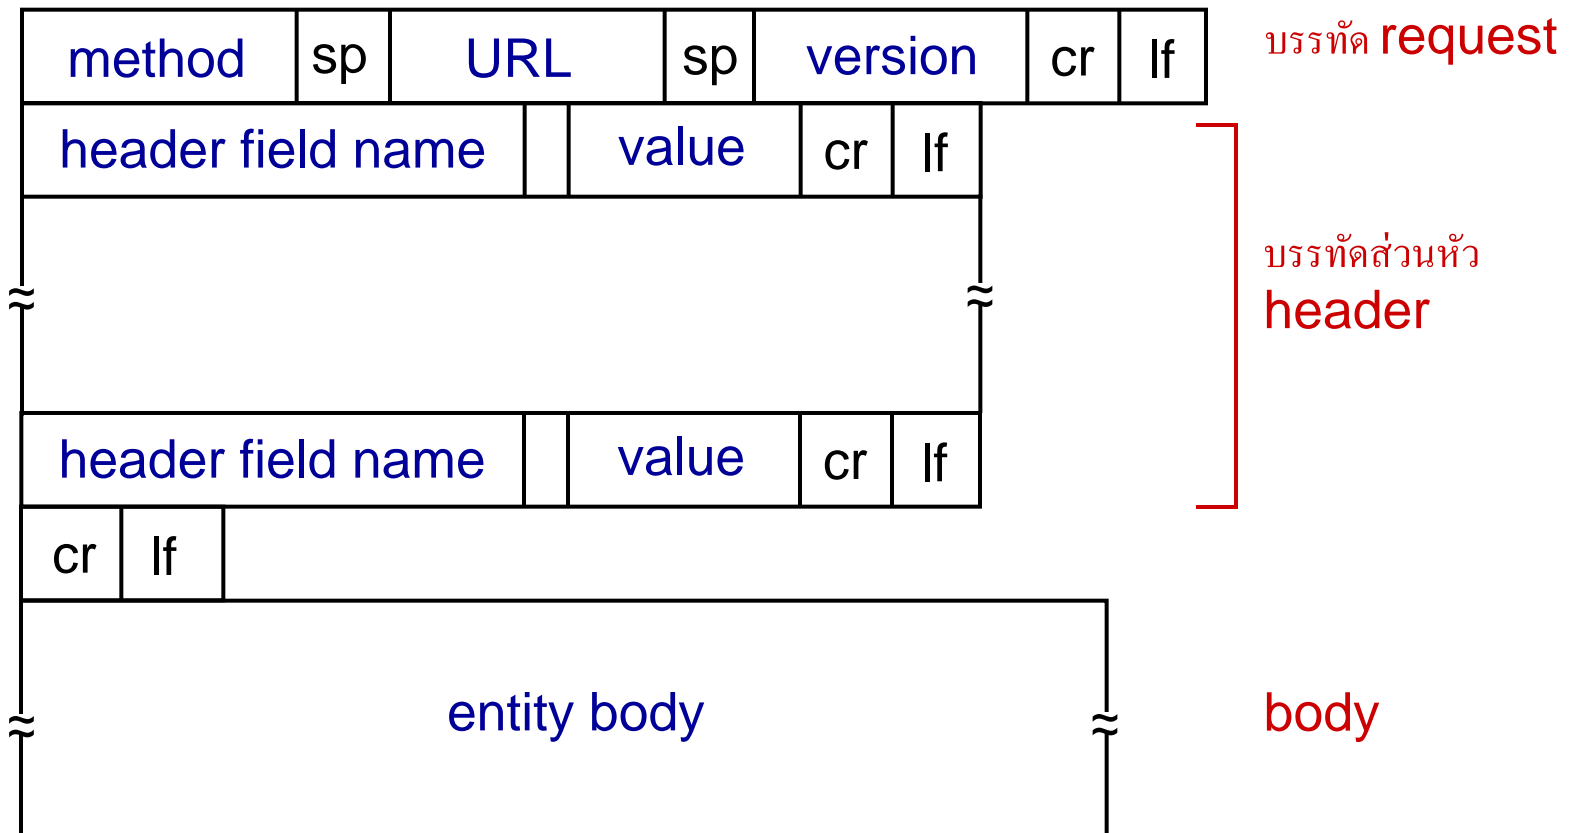 method sp URL sp version cr lf บรรทัด request
header field name value cr lf
บรรทัดส่วนหัว
header
header field name value cr lf
cr lf
entity body body